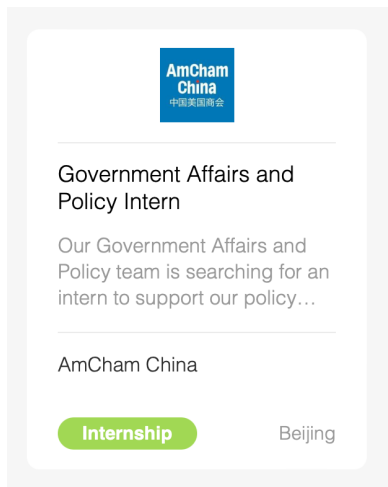 AmCham
China
中国美国商会
Government Affairs and
Policy Intern
Our Government Affairs and
Policy team is searching for an
intern to support our policy…
AmCham China
Internship
Beijing